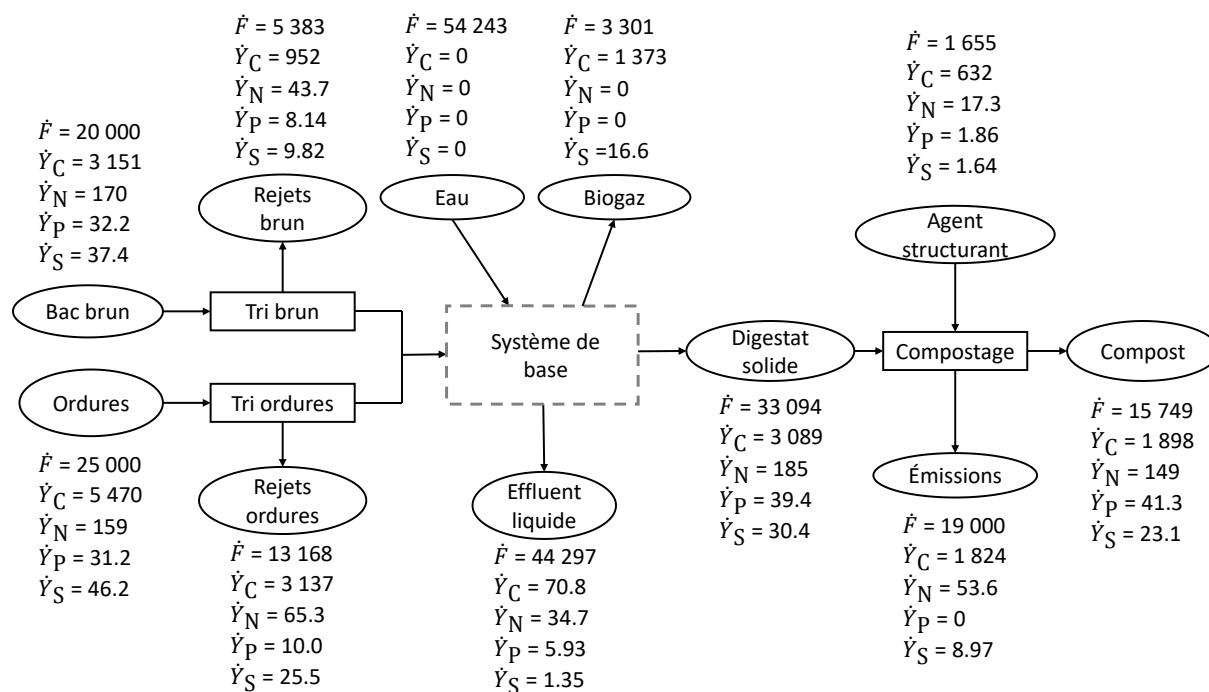 Ḟ = 5 383
Ẏ_C = 952
Ẏ_N = 43.7
Ẏ_P = 8.14
Ẏ_S = 9.82
Ḟ = 54 243
Ẏ_C = 0
Ẏ_N = 0
Ẏ_P = 0
Ẏ_S = 0
Ḟ = 3 301
Ẏ_C = 1 373
Ẏ_N = 0
Ẏ_P = 0
Ẏ_S =16.6
Ḟ = 1 655
Ẏ_C = 632
Ẏ_N = 17.3
Ẏ_P = 1.86
Ẏ_S = 1.64
Ḟ = 20 000
Ẏ_C = 3 151
Ẏ_N = 170
Ẏ_P = 32.2
Ẏ_S = 37.4
Rejets
brun
Eau
Biogaz
Agent
structurant
Bac brun
Tri brun
Système de
base
Digestat
solide
Compostage
Compost
Ordures
Tri ordures
Ḟ = 25 000
Ẏ_C = 5 470
Ẏ_N = 159
Ẏ_P = 31.2
Ẏ_S = 46.2
Rejets
ordures
Ḟ = 13 168
Ẏ_C = 3 137
Ẏ_N = 65.3
Ẏ_P = 10.0
Ẏ_S = 25.5
Effluent
liquide
Ḟ = 44 297
Ẏ_C = 70.8
Ẏ_N = 34.7
Ẏ_P = 5.93
Ẏ_S = 1.35
Ḟ = 33 094
Ẏ_C = 3 089
Ẏ_N = 185
Ẏ_P = 39.4
Ẏ_S = 30.4
Émissions
Ḟ = 19 000
Ẏ_C = 1 824
Ẏ_N = 53.6
Ẏ_P = 0
Ẏ_S = 8.97
Ḟ = 15 749
Ẏ_C = 1 898
Ẏ_N = 149
Ẏ_P = 41.3
Ẏ_S = 23.1